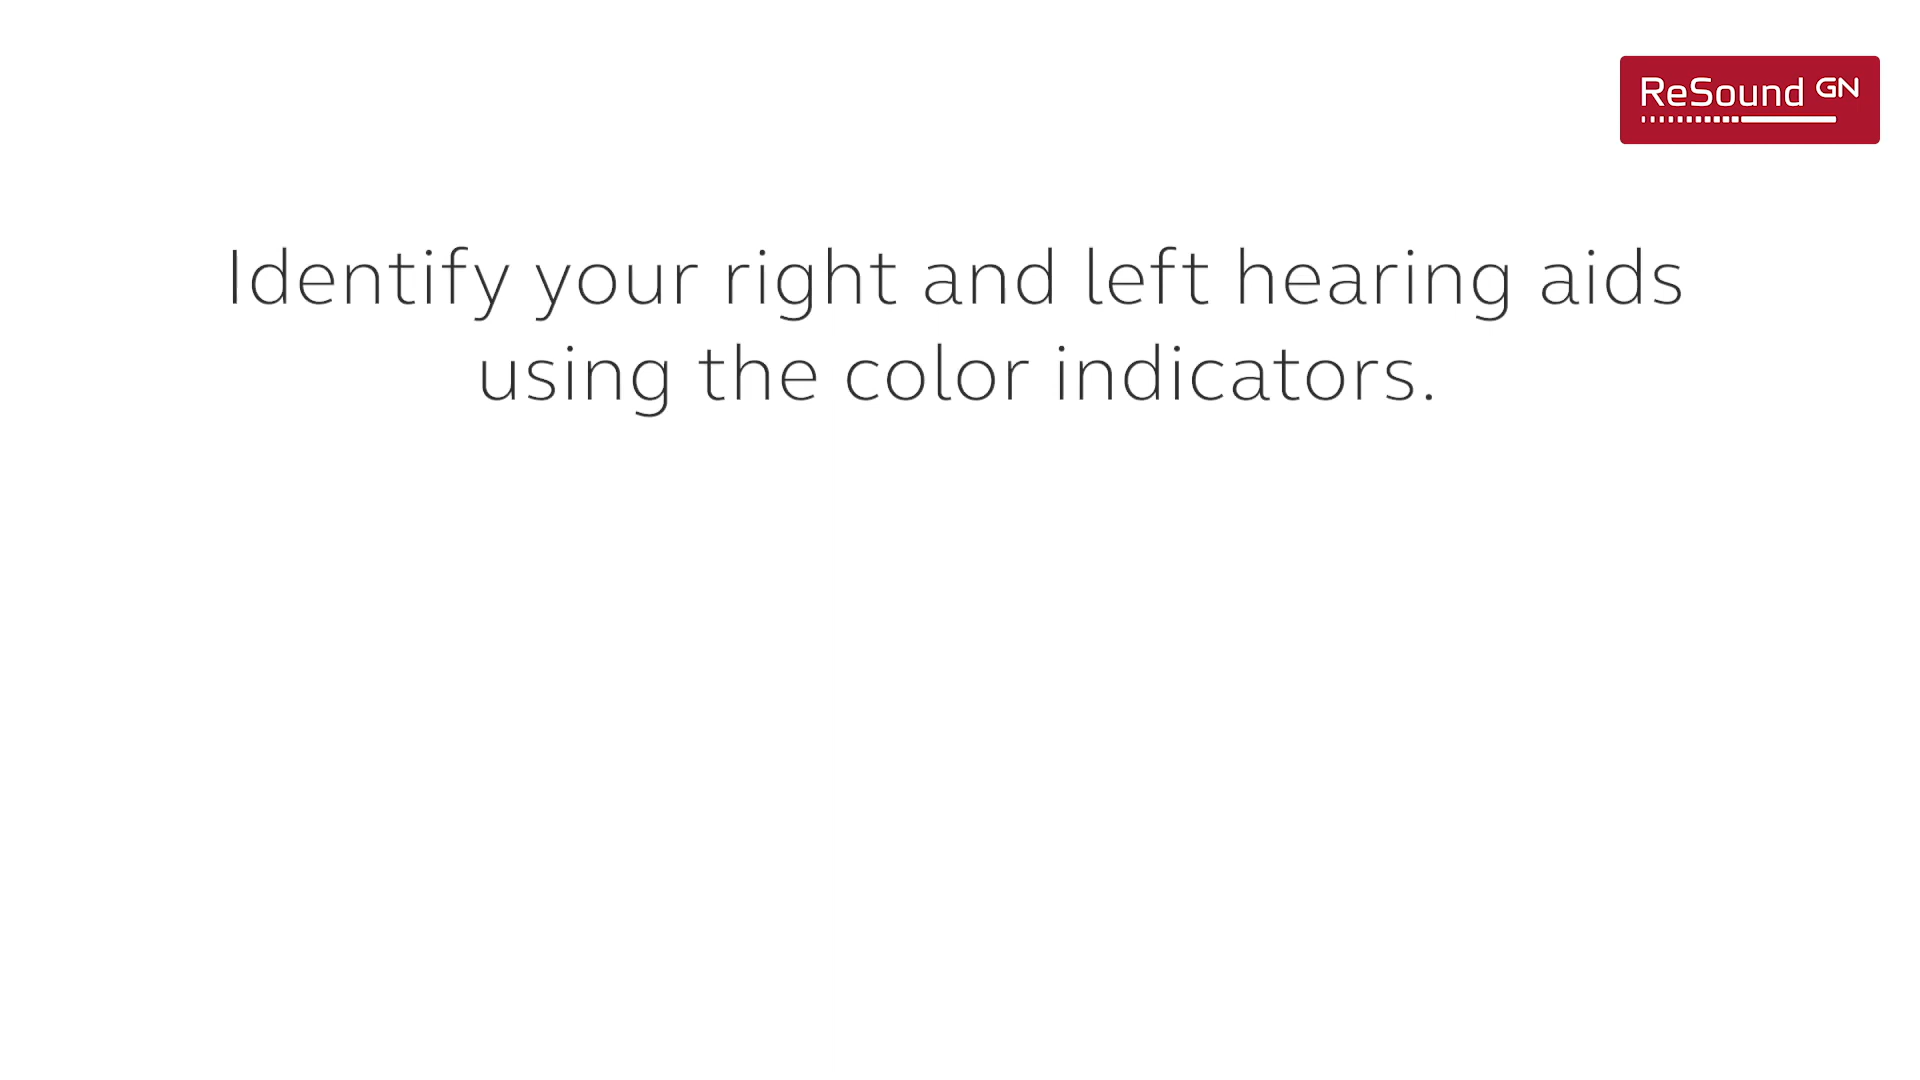 ReSound GN
Identify your right and left hearing aids
using the color indicators.